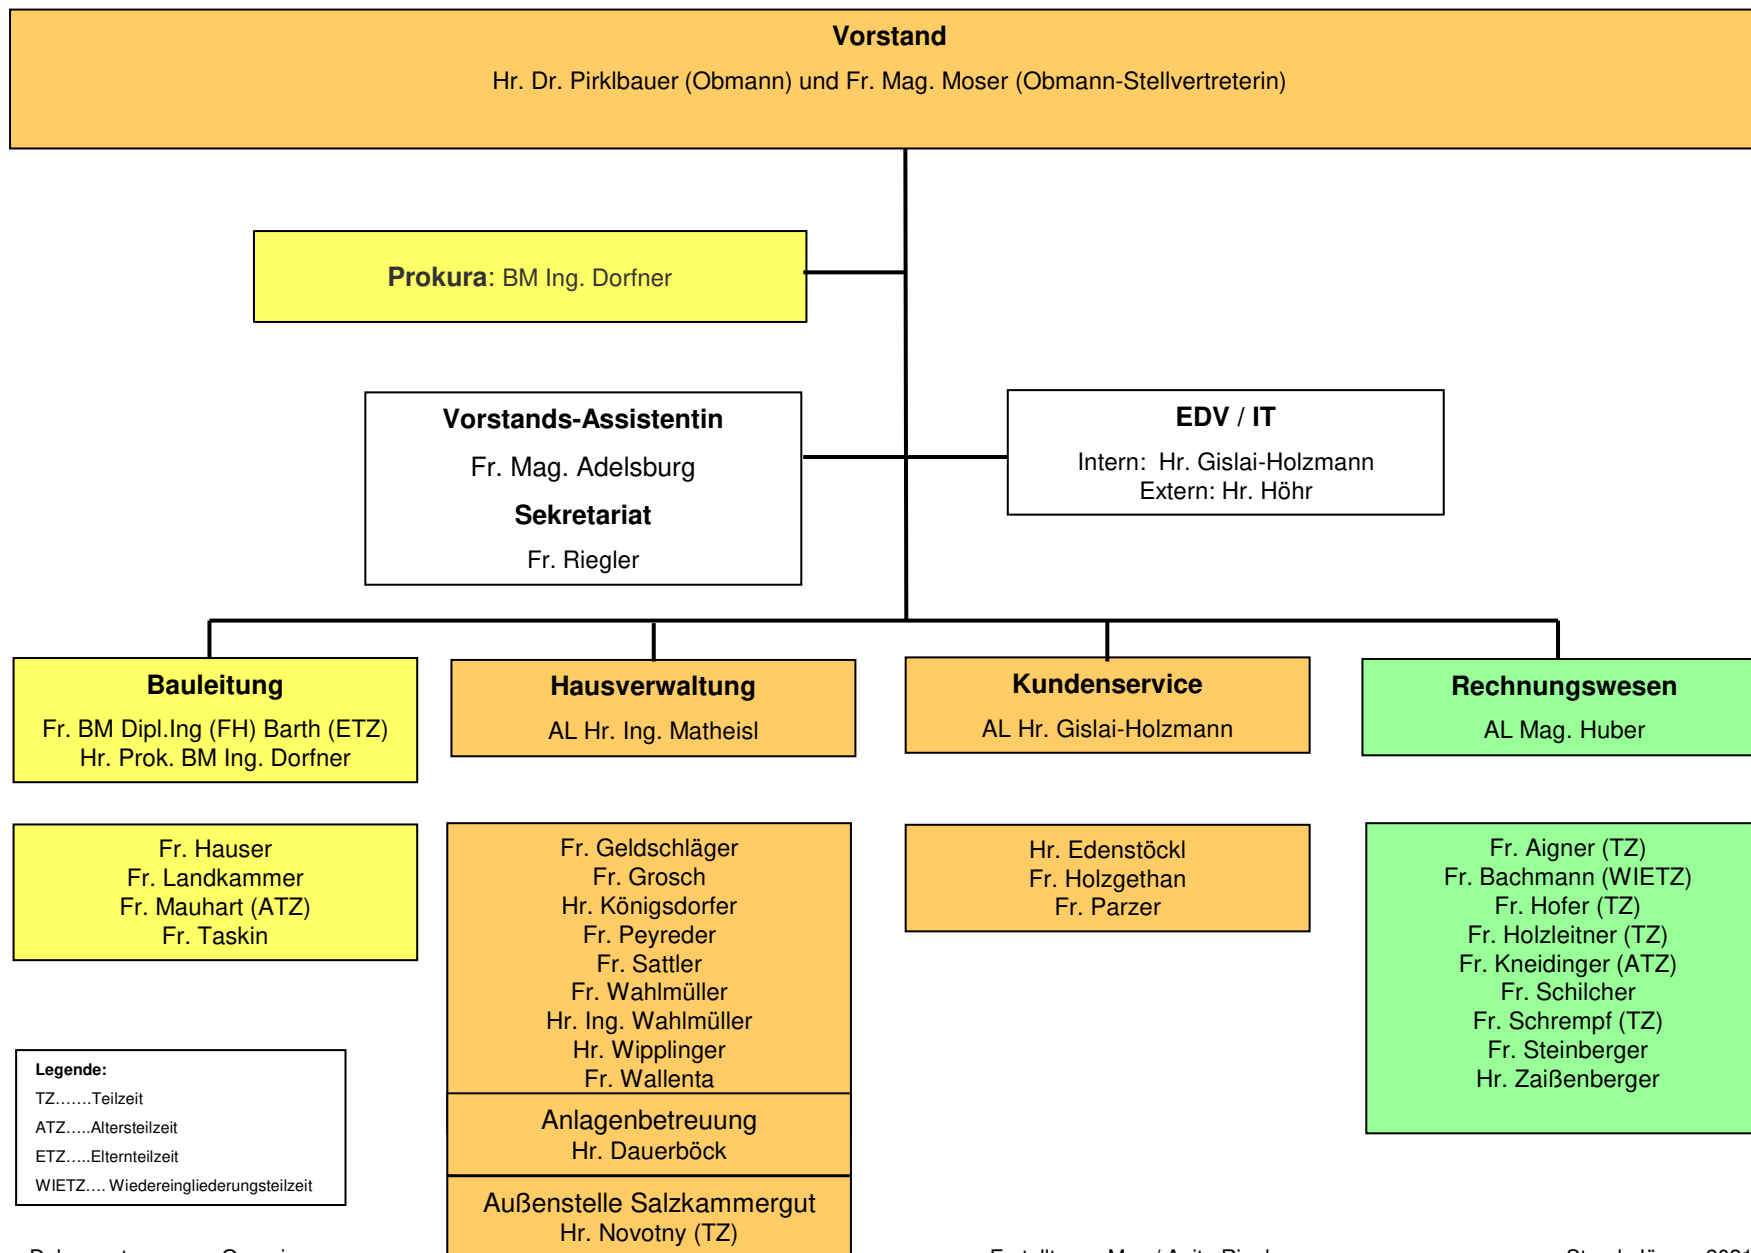 Vorstand
Hr. Dr. Pirklbauer (Obmann) und Fr. Mag. Moser (Obmann-Stellvertreterin)
Prokura: BM Ing. Dorfner
Vorstands-Assistentin
Fr. Mag. Adelsburg
Sekretariat
Fr. Riegler
EDV / IT
Intern: Hr. Gislai-Holzmann
Extern: Hr. Höhr
Bauleitung
Fr. BM Dipl.Ing (FH) Barth (ETZ)
Hr. Prok. BM Ing. Dorfner
Hausverwaltung
AL Hr. Ing. Matheisl
Kundenservice
AL Hr. Gislai-Holzmann
Rechnungswesen
AL Mag. Huber
Fr. Hauser
Fr. Landkammer
Fr. Mauhart (ATZ)
Fr. Taskin
Fr. Geldschläger
Fr. Grosch
Hr. Königsdorfer
Fr. Peyreder
Fr. Sattler
Fr. Wahlmüller
Hr. Ing. Wahlmüller
Hr. Wipplinger
Fr. Wallenta
Anlagenbetreuung
Hr. Dauerböck
Außenstelle Salzkammergut
Hr. Novotny (TZ)
Hr. Edenstöckl
Fr. Holzgethan
Fr. Parzer
Fr. Aigner (TZ)
Fr. Bachmann (WIETZ)
Fr. Hofer (TZ)
Fr. Holzleitner (TZ)
Fr. Kneidinger (ATZ)
Fr. Schilcher
Fr. Schrempf (TZ)
Fr. Steinberger
Hr. Zaißenberger
Legende:
TZ…….Teilzeit
ATZ…..Altersteilzeit
ETZ…..Elternteilzeit
WIETZ…. Wiedereingliederungsteilzeit